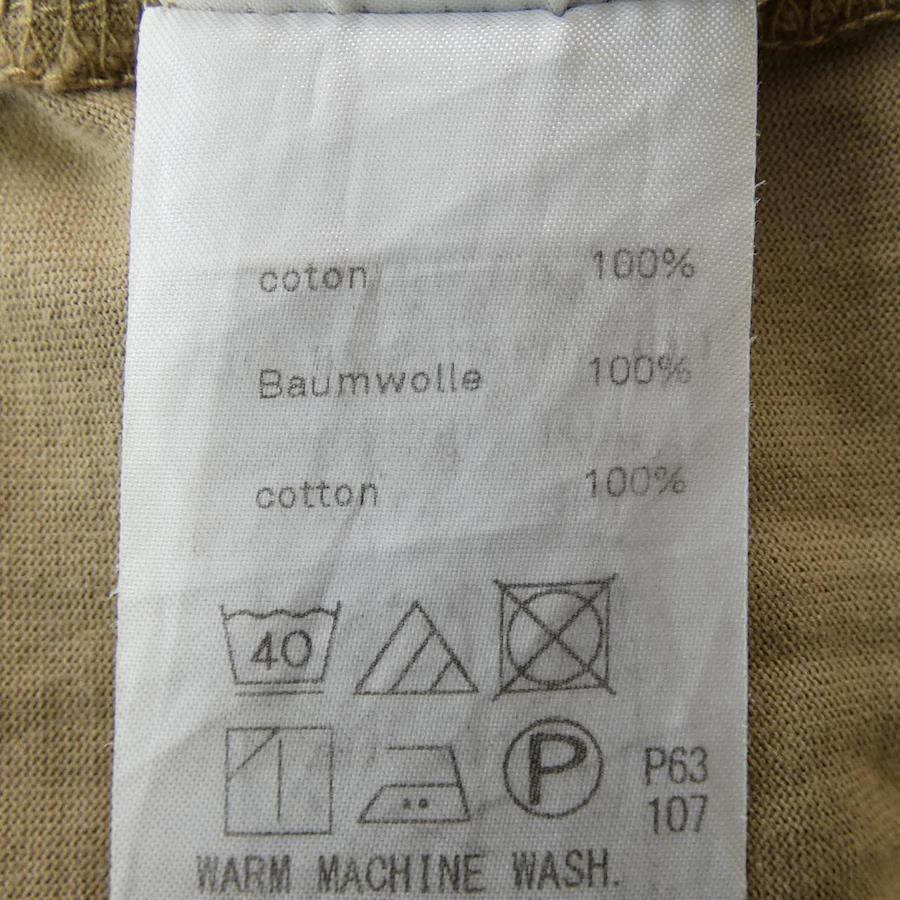 coton 100%
Baumwolle 100%
cotton 100%
40
P P63
107
WARM MACHINE WASH.